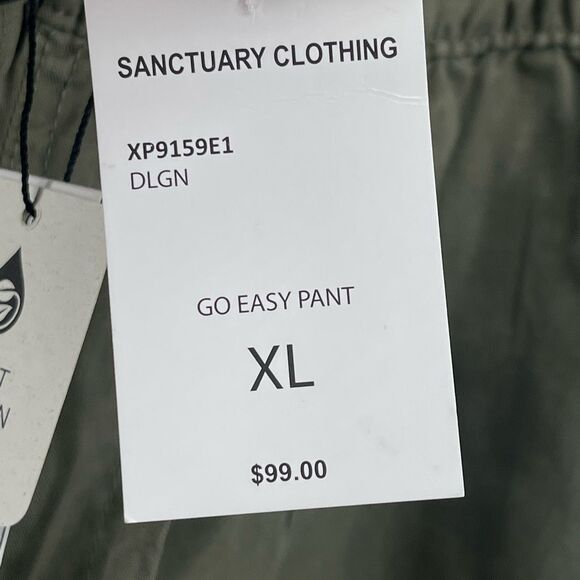 SANCTUARY CLOTHING
XP9159E1
DLGN
GO EASY PANT
XL
$99.00